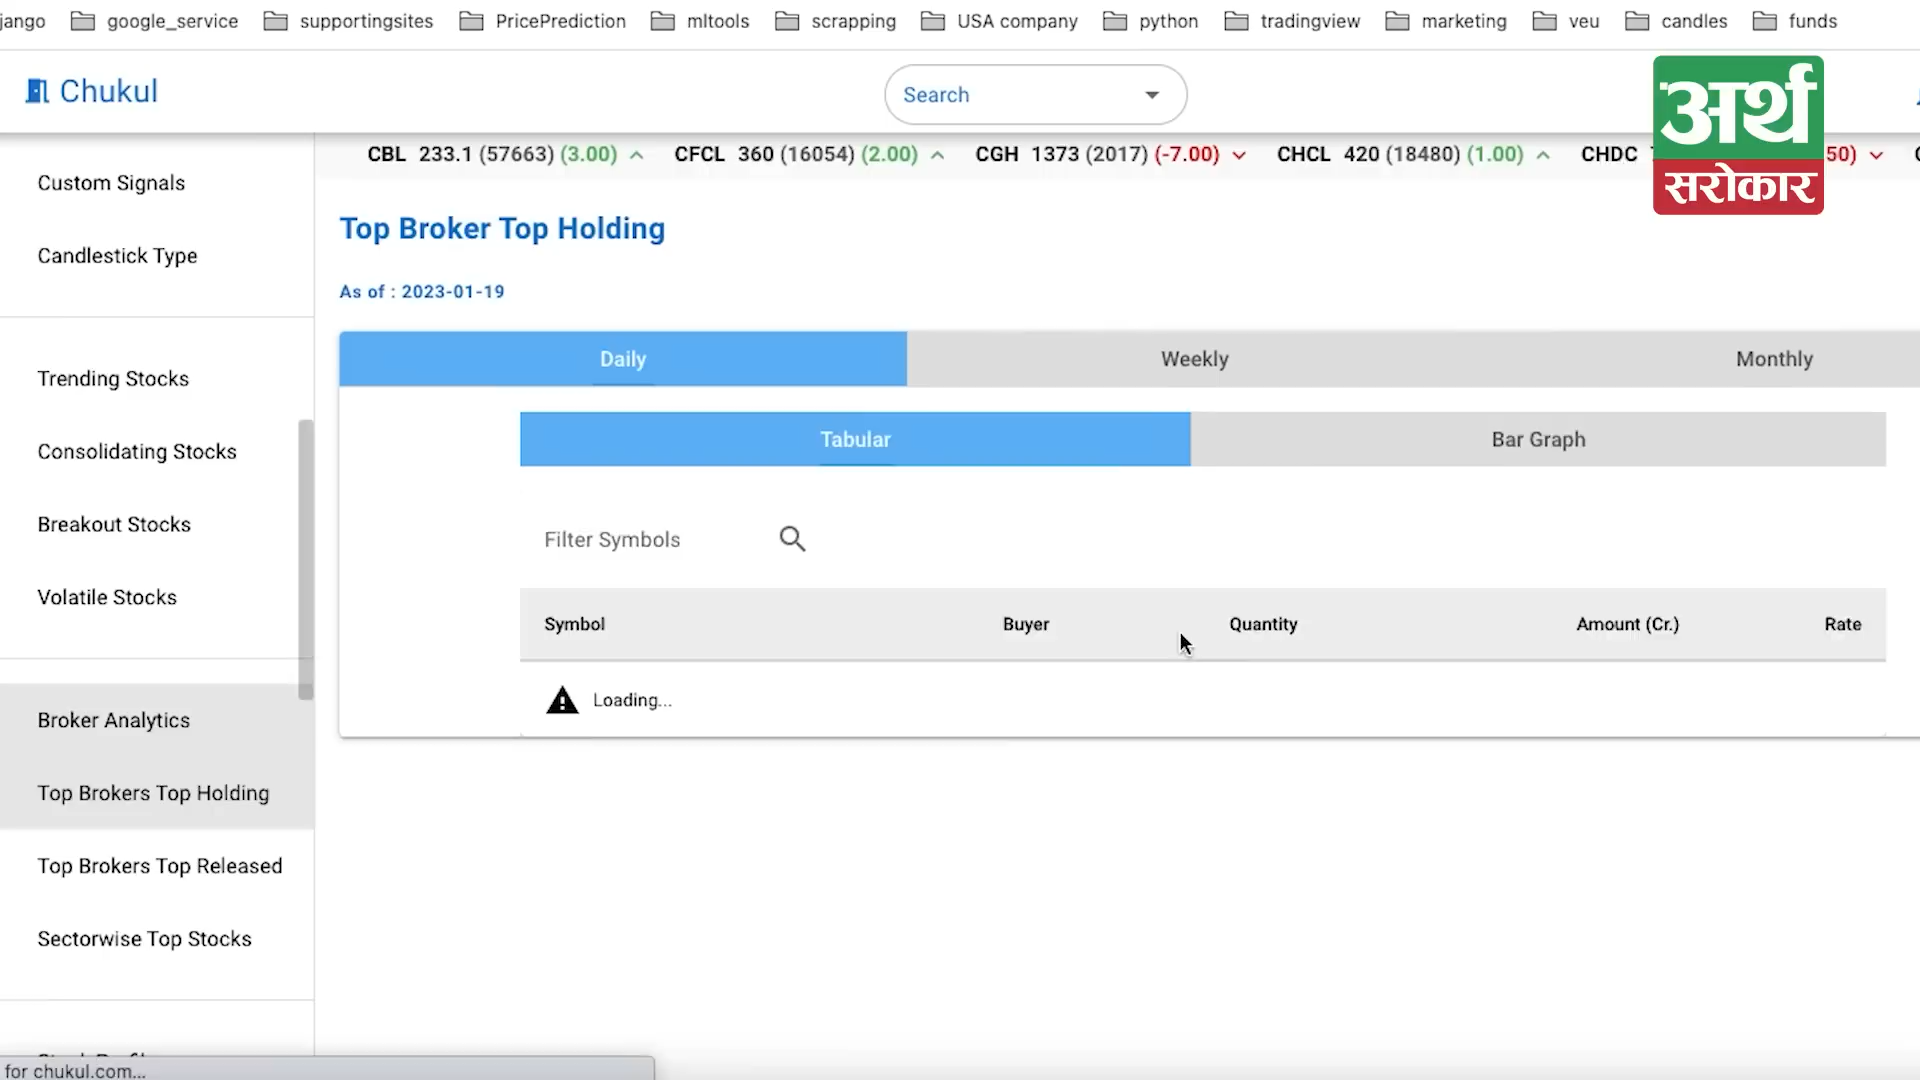 jango google_service supportingsites PricePrediction mltools scrapping USA company python tradingview marketing veu candles funds
Chukul
Search
अर्थ
सरोकार
CBL 233.1 (57663) (3.00) CFCL 360 (16054) (2.00) CGH 1373 (2017) (-7.00) CHCL 420 (18480) (1.00) CHDC 50)
Custom Signals
Candlestick Type
Trending Stocks
Consolidating Stocks
Breakout Stocks
Volatile Stocks
Broker Analytics
Top Brokers Top Holding
Top Brokers Top Released
Sectorwise Top Stocks
Top Broker Top Holding
As of : 2023-01-19
Daily Weekly Monthly
Tabular Bar Graph
Filter Symbols
Symbol Buyer Quantity Amount (Cr.) Rate
Loading...
for chukul.com...